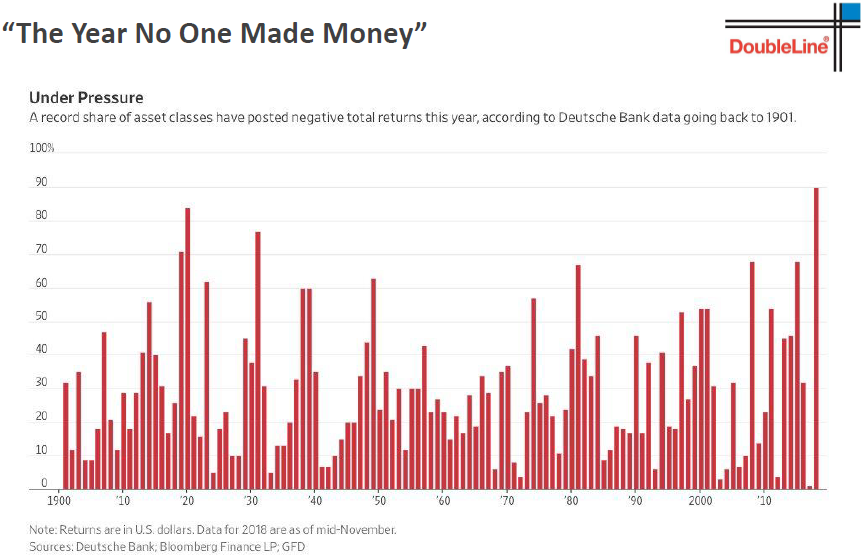 “The Year No One Made Money”
DoubleLine®
Under Pressure
A record share of asset classes have posted negative total returns this year, according to Deutsche Bank data going back to 1901.
100%
90
80
70
60
50
40
30
20
10
0
1900 '10 '20 '30 '40 '50 '60 '70 '80 '90 2000 '10
Note: Returns are in U.S. dollars. Data for 2018 are as of mid-November.
Sources: Deutsche Bank; Bloomberg Finance LP; GFD